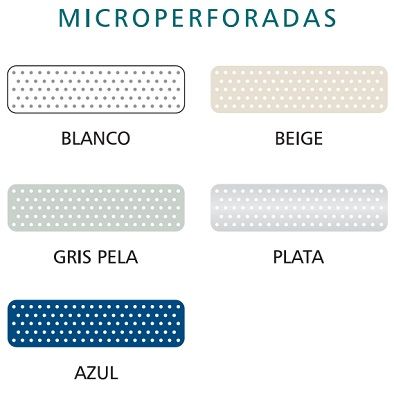 MICROPERFORADAS
BLANCO
BEIGE
GRIS PELA
PLATA
AZUL